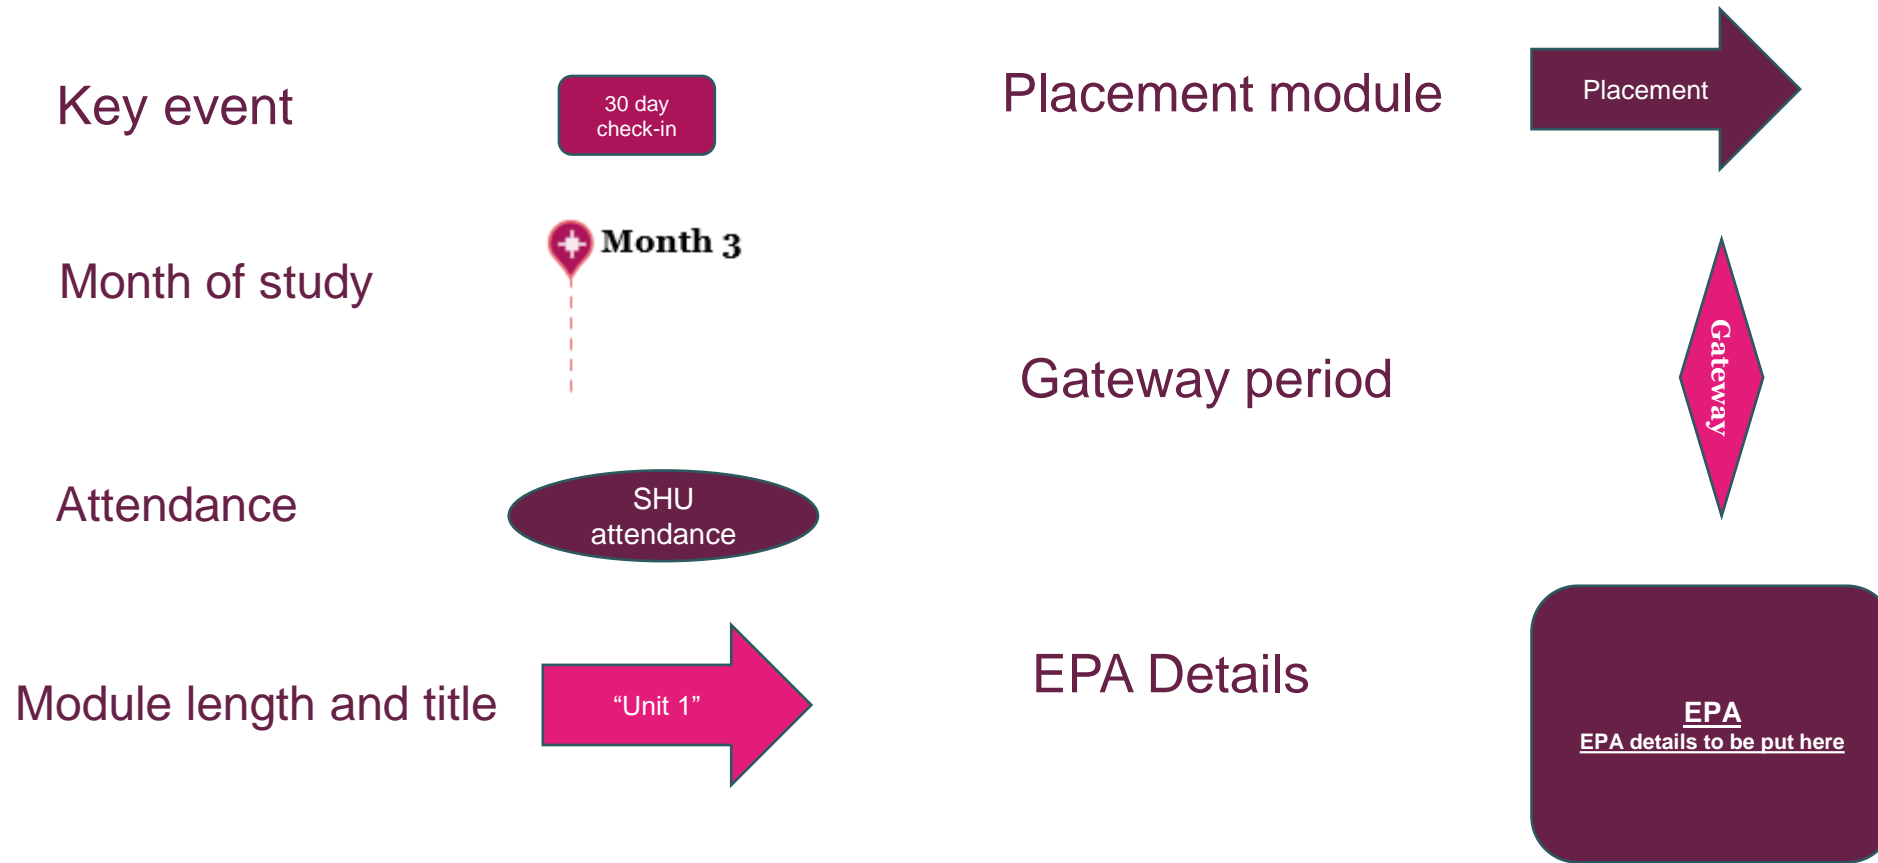 Key event
30 day
check-in
Month of study
Month 3
Attendance
SHU
attendance
Module length and title
“Unit 1”
Placement module
Placement
Gateway period
Gateway
EPA Details
EPA
EPA details to be put here